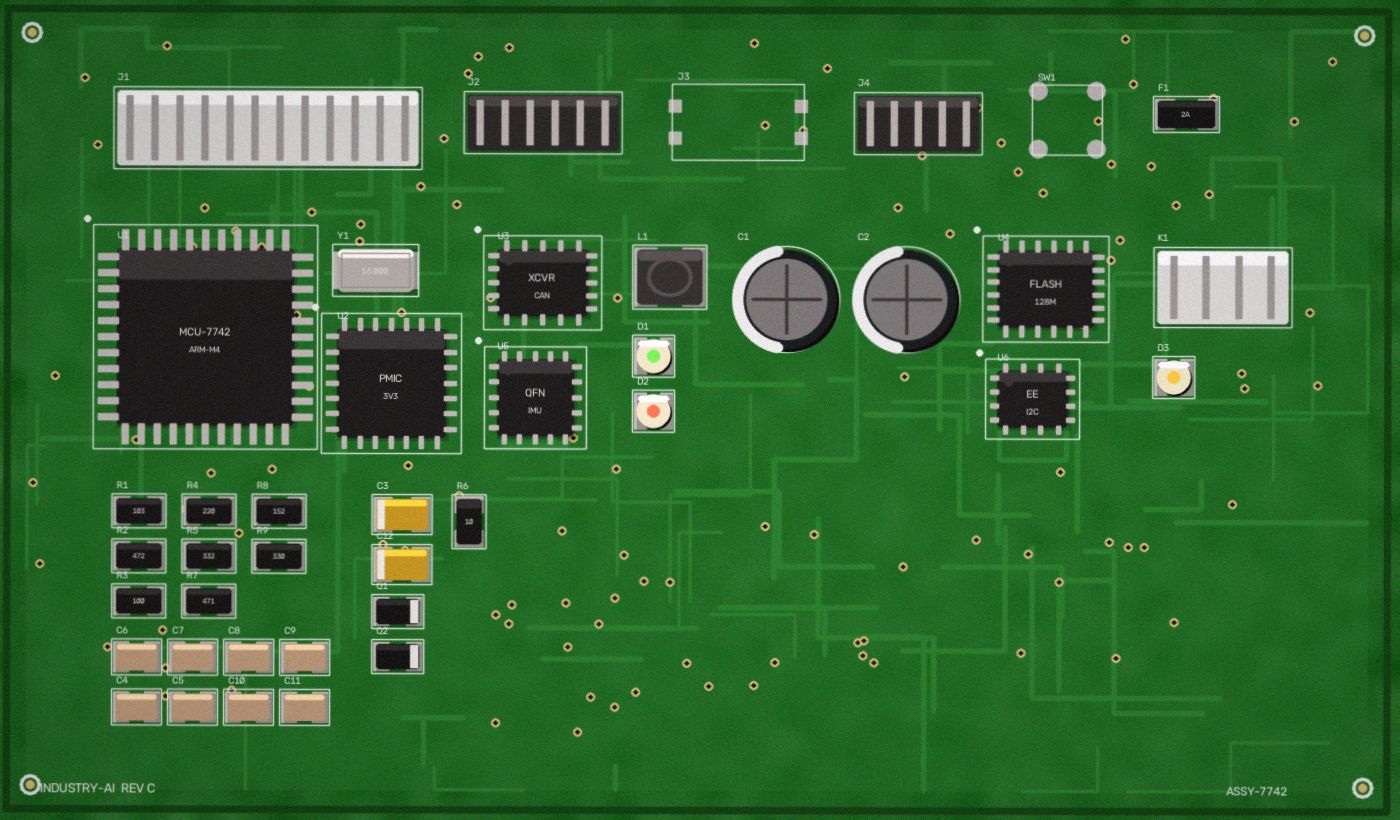 J1
J2
J3
J4
SW1
F1
2A
U1
Y1
16.000
U3
XCVR
CAN
L1
C1
C2
U4
FLASH
128M
K1
MCU-7742
ARM-M4
U2
PMIC
3V3
U5
QFN
IMU
D1
D2
U6
EE
I2C
D3
R1
103
R4
220
R8
152
C3
R6
10
R2
472
R5
332
R9
330
C12
R3
100
R7
471
Q1
Q2
C6
C7
C8
C9
C4
C5
C10
C11
INDUSTRY-AI REV C
ASSY-7742